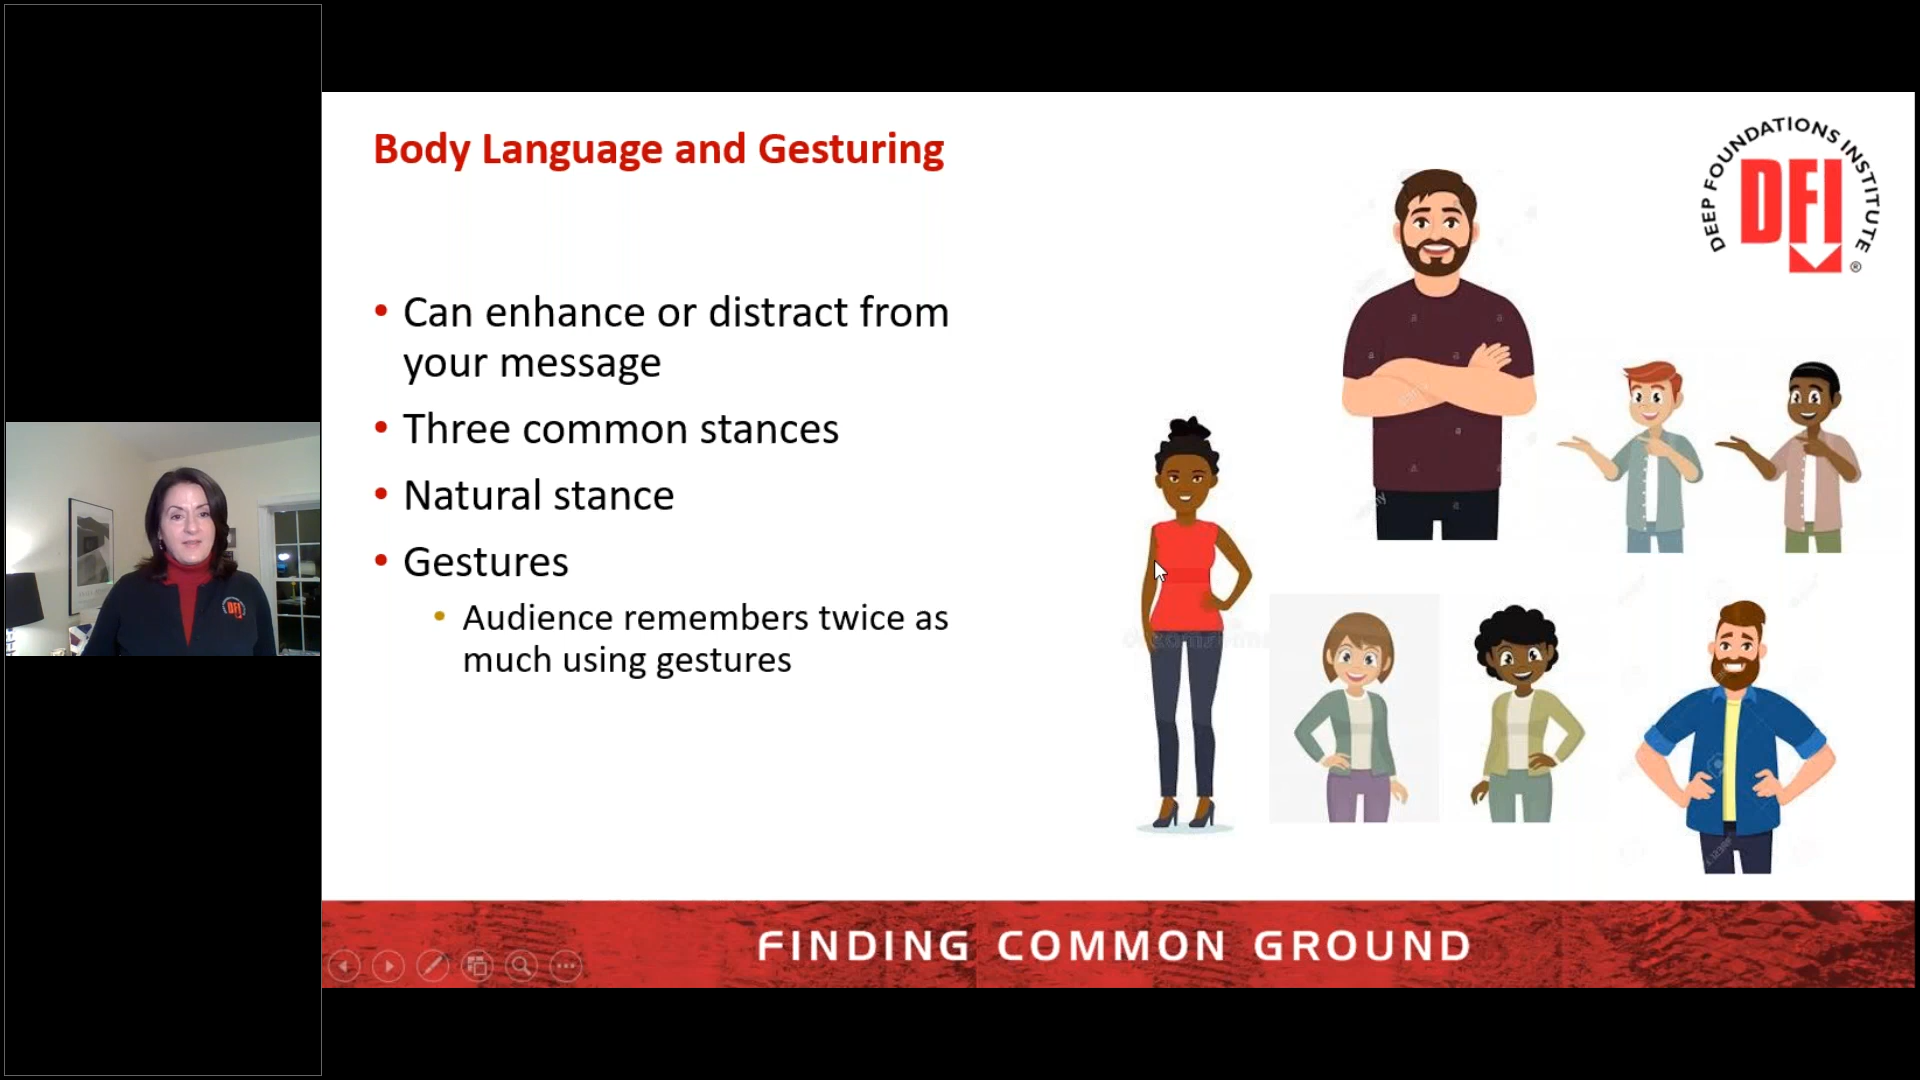 Body Language and Gesturing
DEEP FOUNDATIONS INSTITUTE
DFI
®
• Can enhance or distract from
your message
• Three common stances
• Natural stance
• Gestures
• Audience remembers twice as
much using gestures
DFI
FINDING COMMON GROUND